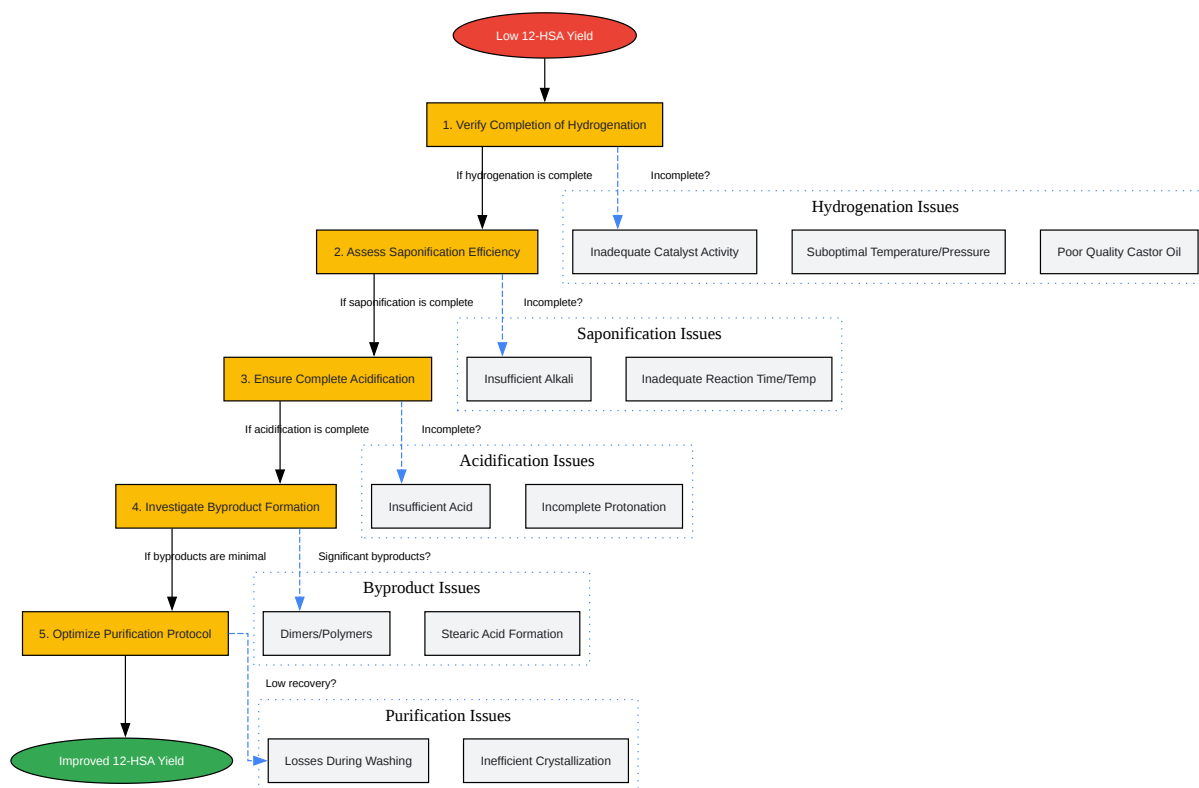 Low 12-HSA Yield
1. Verify Completion of Hydrogenation
If hydrogenation is complete
Incomplete?
Hydrogenation Issues
2. Assess Saponification Efficiency
Inadequate Catalyst Activity
Suboptimal Temperature/Pressure
Poor Quality Castor Oil
If saponification is complete
Incomplete?
Saponification Issues
3. Ensure Complete Acidification
Insufficient Alkali
Inadequate Reaction Time/Temp
If acidification is complete
Incomplete?
Acidification Issues
4. Investigate Byproduct Formation
Insufficient Acid
Incomplete Protonation
If byproducts are minimal
Significant byproducts?
Byproduct Issues
5. Optimize Purification Protocol
Dimers/Polymers
Stearic Acid Formation
Low recovery?
Purification Issues
Improved 12-HSA Yield
Losses During Washing
Inefficient Crystallization